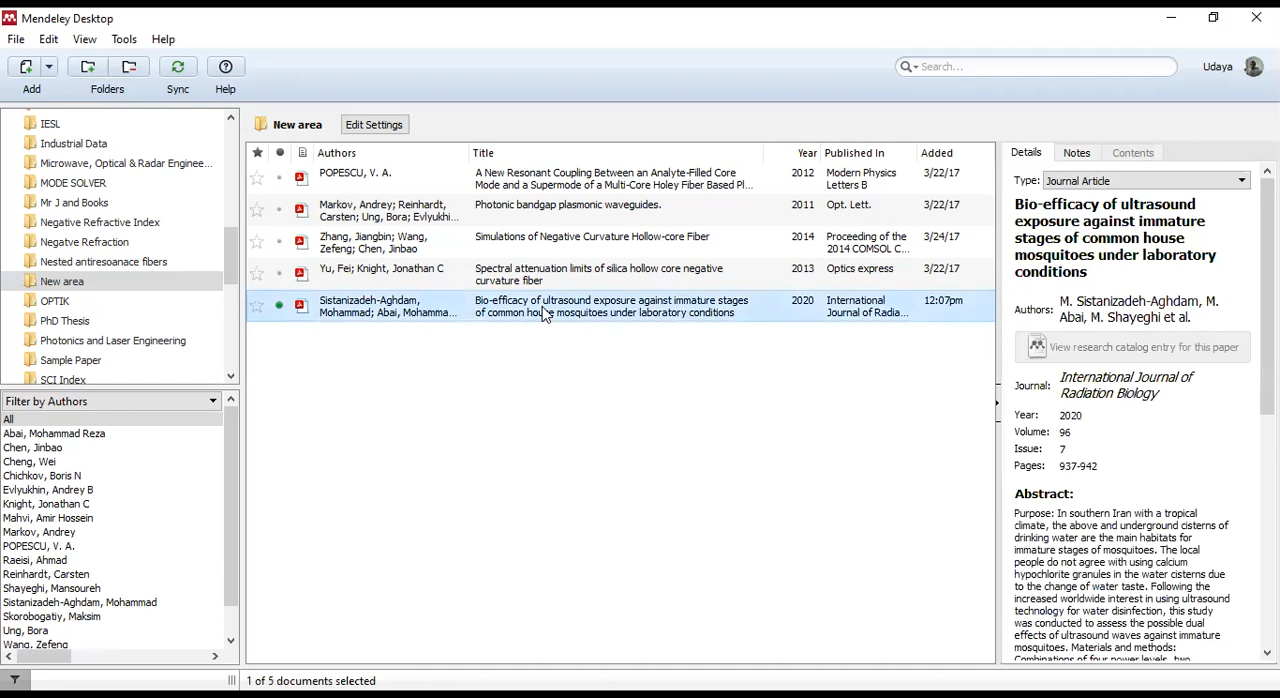 Mendeley Desktop
File Edit View Tools Help
Search...
Udaya
Add Folders Sync Help
IESL
Industrial Data
Microwave, Optical & Radar Enginee...
MODE SOLVER
Mr J and Books
Negative Refractive Index
Negatve Refraction
Nested antiresoanace fibers
New area
OPTIK
PhD Thesis
Photonics and Laser Engineering
Sample Paper
SCI Index
Filter by Authors
All
Abai, Mohammad Reza
Chen, Jinbao
Cheng, Wei
Chichkov, Boris N
Evlyukhin, Andrey B
Knight, Jonathan C
Mahvi, Amir Hossein
Markov, Andrey
POPESCU, V. A.
Raeisi, Ahmad
Reinhardt, Carsten
Shayeghi, Mansoureh
Sistanizadeh-Aghdam, Mohammad
Skorobogatiy, Maksim
Ung, Bora
Wang, Zefeng
New area Edit Settings
Authors Title Year Published In Added
POPESCU, V. A. A New Resonant Coupling Between an Analyte-Filled Core 2012 Modern Physics 3/22/17
Mode and a Supermode of a Multi-Core Holey Fiber Based Pl... Letters B
Markov, Andrey; Reinhardt, Photonic bandgap plasmonic waveguides. 2011 Opt. Lett. 3/22/17
Carsten; Ung, Bora; Evlyukhi...
Zhang, Jiangbin; Wang, Simulations of Negative Curvature Hollow-core Fiber 2014 Proceeding of the 3/24/17
Zefeng; Chen, Jinbao 2014 COMSOL C...
Yu, Fei; Knight, Jonathan C Spectral attenuation limits of silica hollow core negative 2013 Optics express 3/22/17
curvature fiber
Sistanizadeh-Aghdam, Bio-efficacy of ultrasound exposure against immature stages 2020 International 12:07pm
Mohammad; Abai, Mohamma... of common house mosquitoes under laboratory conditions Journal of Radia...
1 of 5 documents selected
Details Notes Contents
Type: Journal Article
Bio-efficacy of ultrasound
exposure against immature
stages of common house
mosquitoes under laboratory
conditions
Authors: M. Sistanizadeh-Aghdam, M.
Abai, M. Shayeghi et al.
View research catalog entry for this paper
Journal: International Journal of
Radiation Biology
Year: 2020
Volume: 96
Issue: 7
Pages: 937-942
Abstract:
Purpose: In southern Iran with a tropical
climate, the above and underground cisterns of
drinking water are the main habitats for
immature stages of mosquitoes. The local
people do not agree with using calcium
hypochlorite granules in the water cisterns due
to the change of water taste. Following the
increased worldwide interest in using ultrasound
technology for water disinfection, this study
was conducted to assess the possible dual
effects of ultrasound waves against immature
mosquitoes. Materials and methods:
Combinations of four power levels, two